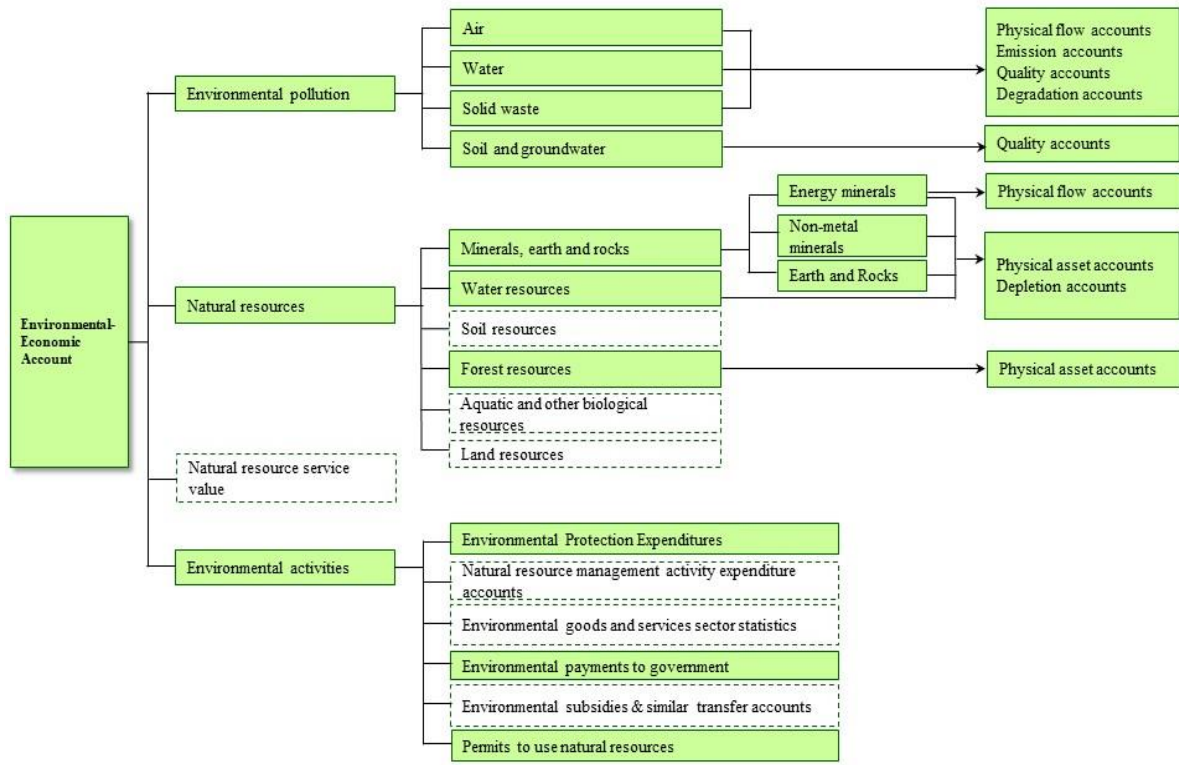 Air
Water
Solid waste
Soil and groundwater
Environmental pollution
Physical flow accounts
Emission accounts
Quality accounts
Degradation accounts
Quality accounts
Energy minerals
Non-metal
minerals
Earth and Rocks
Physical flow accounts
Physical asset accounts
Depletion accounts
Minerals, earth and rocks
Water resources
Soil resources
Forest resources
Aquatic and other biological
resources
Land resources
Natural resources
Physical asset accounts
Environmental-
Economic
Account
Natural resource service
value
Environmental activities
Environmental Protection Expenditures
Natural resource management activity expenditure
accounts
Environmental goods and services sector statistics
Environmental payments to government
Environmental subsidies & similar transfer accounts
Permits to use natural resources